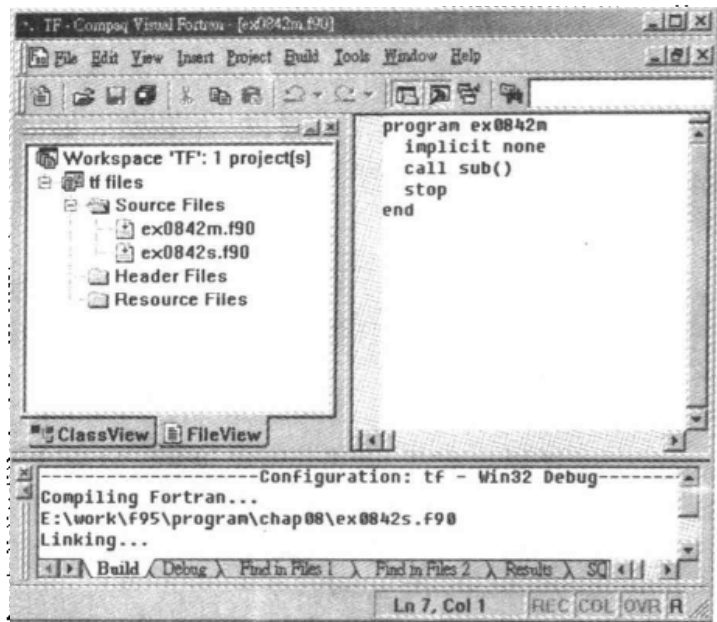 TF - Compaq Visual Fortran - [ex0842m.f90]
File Edit View Insert Project Build Tools Window Help
Workspace 'TF': 1 project(s)
tf files
Source Files
ex0842m.f90
ex0842s.f90
Header Files
Resource Files
ClassView FileView
program ex0842m
implicit none
call sub()
stop
end
--------------------Configuration: tf - Win32 Debug--------
Compiling Fortran...
E:\work\f95\program\chap08\ex0842s.f90
Linking...
Build Debug Find in Files 1 Find in Files 2 Results SQ
Ln 7, Col 1 REC COL OVR R